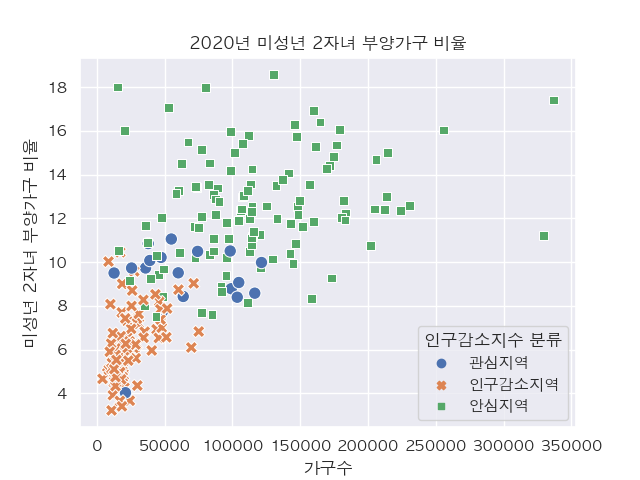 2020년 미성년 2자녀 부양가구 비율
미성년 2자녀 부양가구 비율
18
16
14
12
10
8
6
4
0 50000 100000 150000 200000 250000 300000 350000
가구수
인구감소지수 분류
관심지역
인구감소지역
안심지역